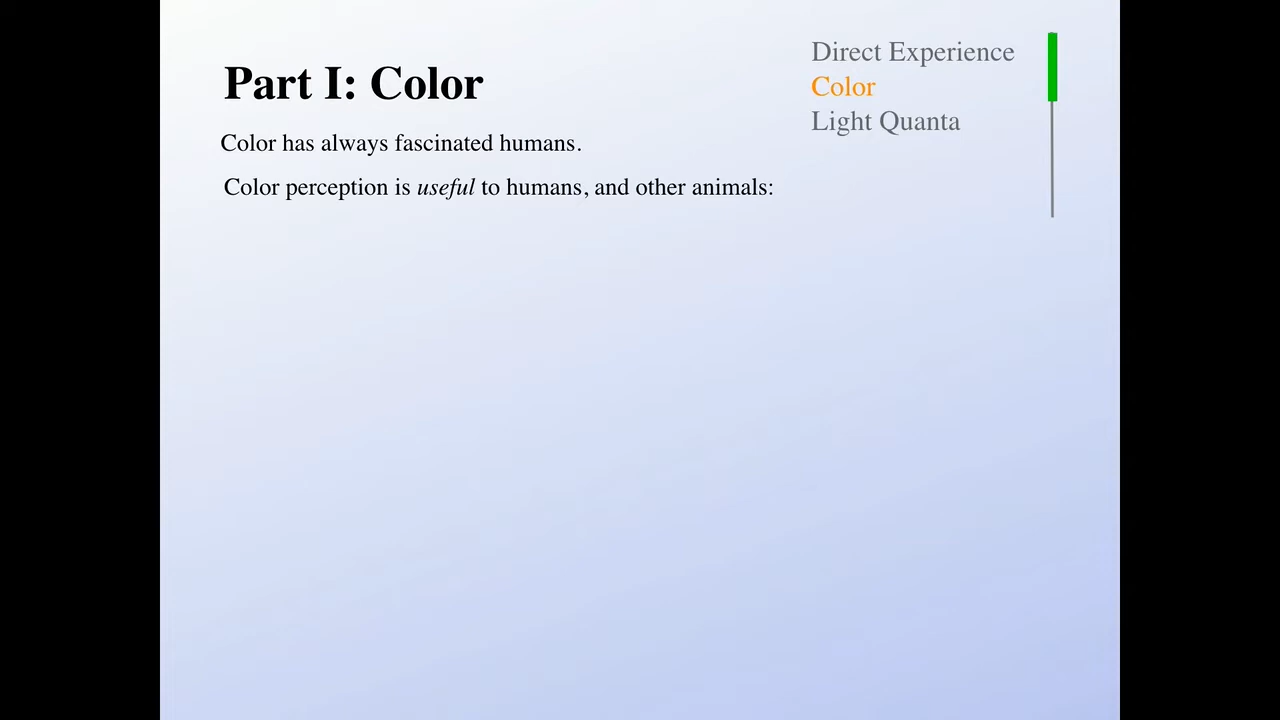 Part I: Color
Color has always fascinated humans.
Color perception is useful to humans, and other animals:
Direct Experience
Color
Light Quanta